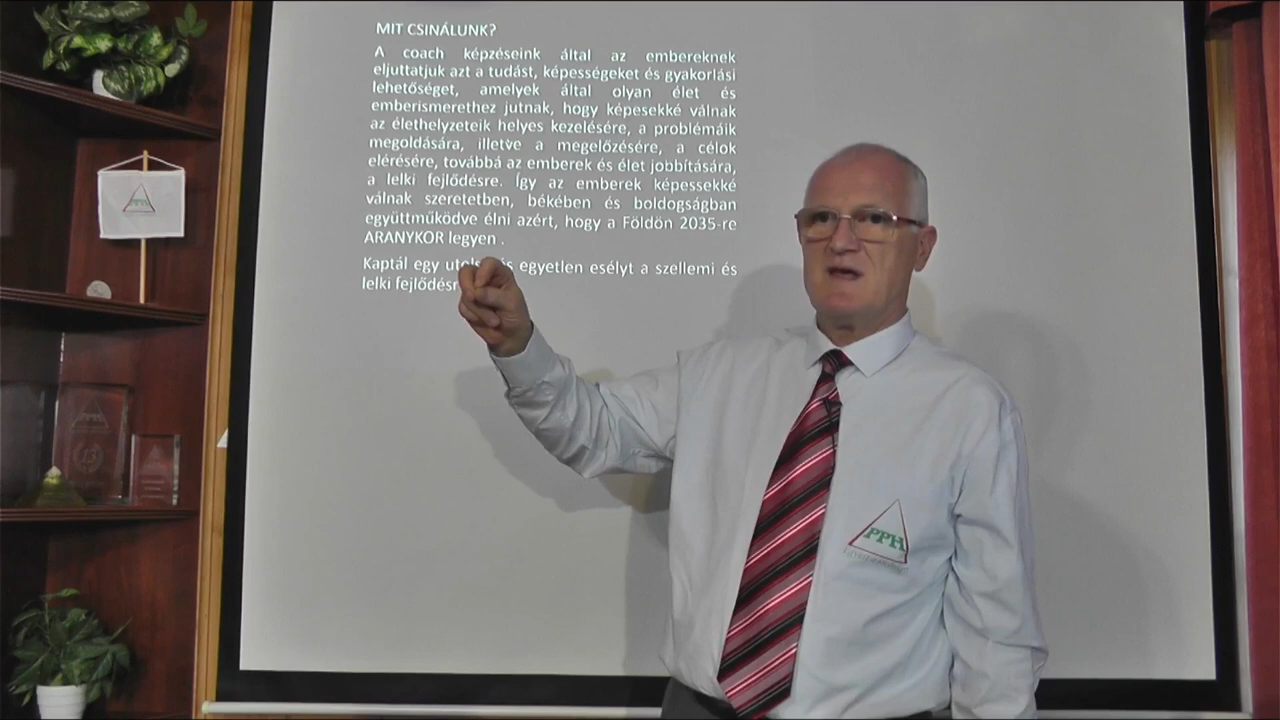 MIT CSINÁLUNK?
A coach képzéseink által az embereknek
eljuttatjuk azt a tudást, képességeket és gyakorlási
lehetőséget, amelyek által olyan élet és
emberismerethez jutnak, hogy képesekké válnak
az élethelyzeteik helyes kezelésére, a problémáik
megoldására, illetve a megelőzésére, a célok
elérésére, továbbá az emberek és élet jobbítására,
a lelki fejlődésre. Így az emberek képessekké
válnak szeretetben, békében és boldogságban
együttműködve élni azért, hogy a Földön 2035-re
ARANYKOR legyen .
Kaptál egy egyetlen esélyt a szellemi és
lelki
PPH
PPH
PPH
13